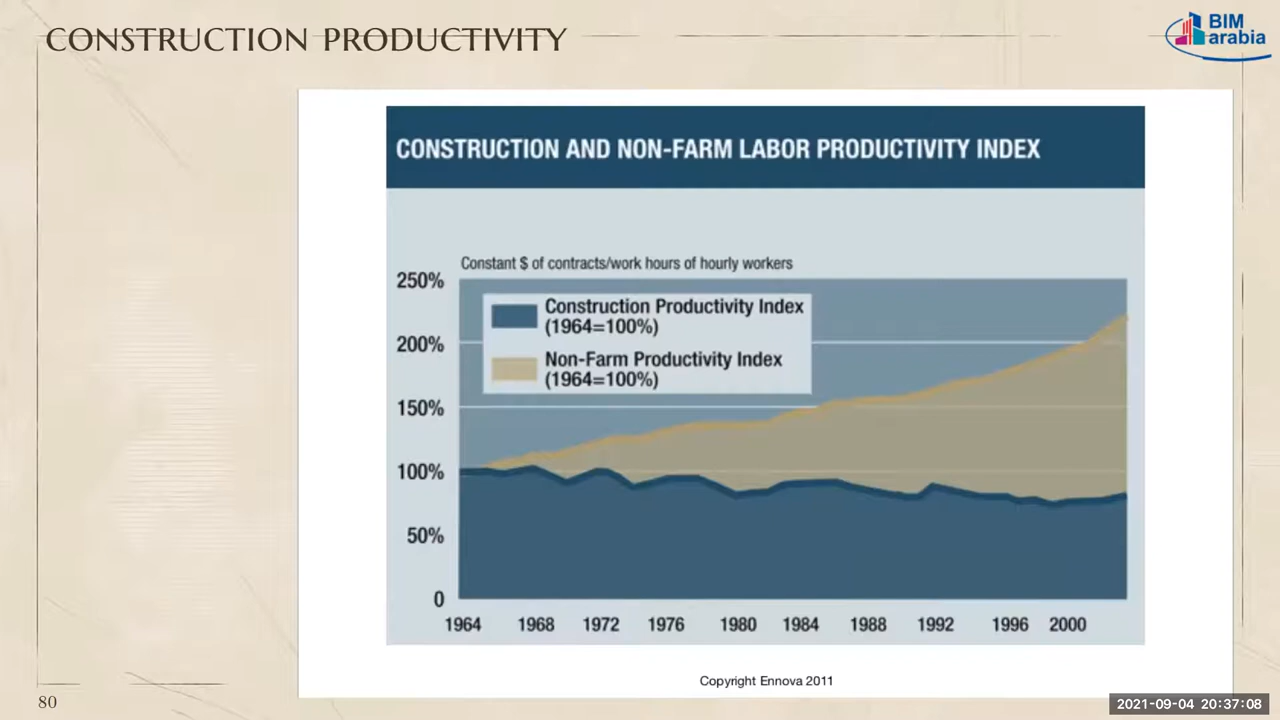 CONSTRUCTION PRODUCTIVITY
BIM
arabia
CONSTRUCTION AND NON-FARM LABOR PRODUCTIVITY INDEX
Constant $ of contracts/work hours of hourly workers
250%
200%
150%
100%
50%
0
Construction Productivity Index
(1964=100%)
Non-Farm Productivity Index
(1964=100%)
1964 1968 1972 1976 1980 1984 1988 1992 1996 2000
Copyright Ennova 2011
80
2021-09-04 20:37:08